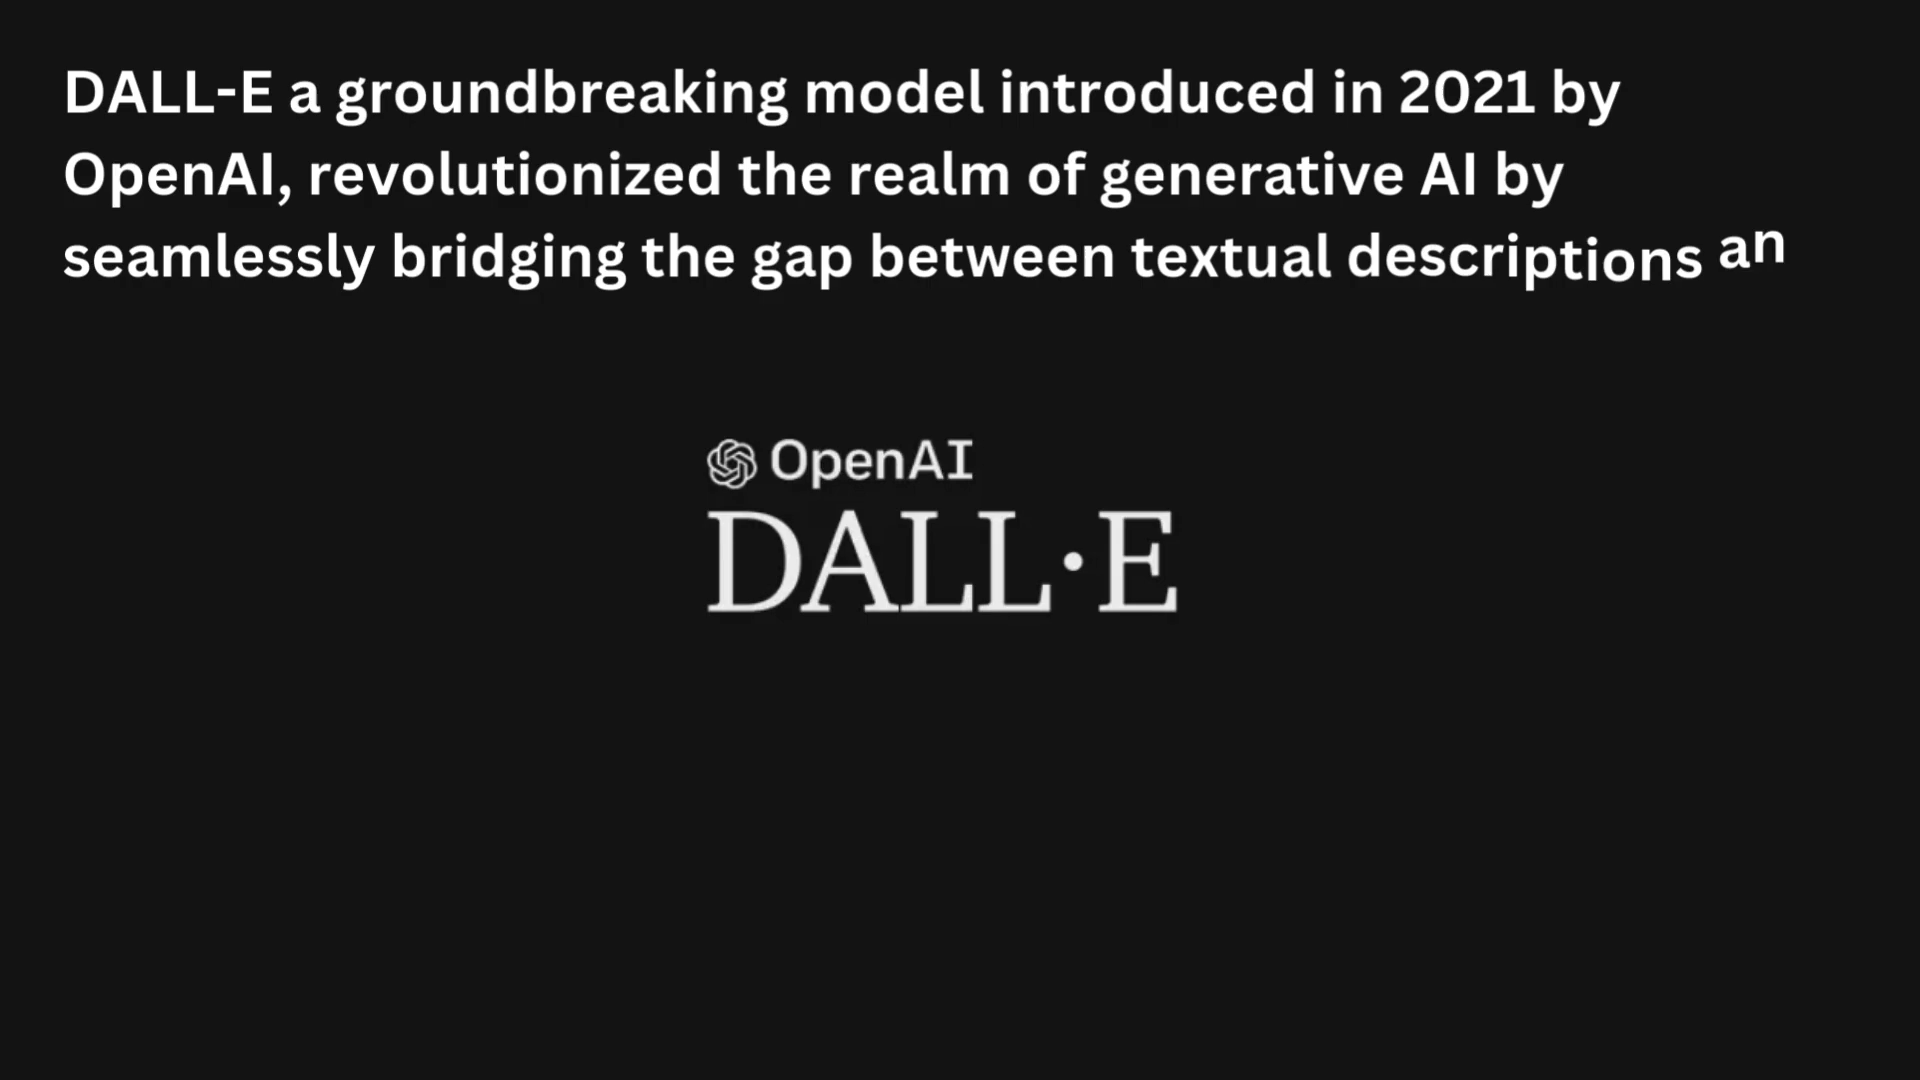 DALL-E a groundbreaking model introduced in 2021 by
OpenAI, revolutionized the realm of generative AI by
seamlessly bridging the gap between textual descriptions an
OpenAI
DALL·E